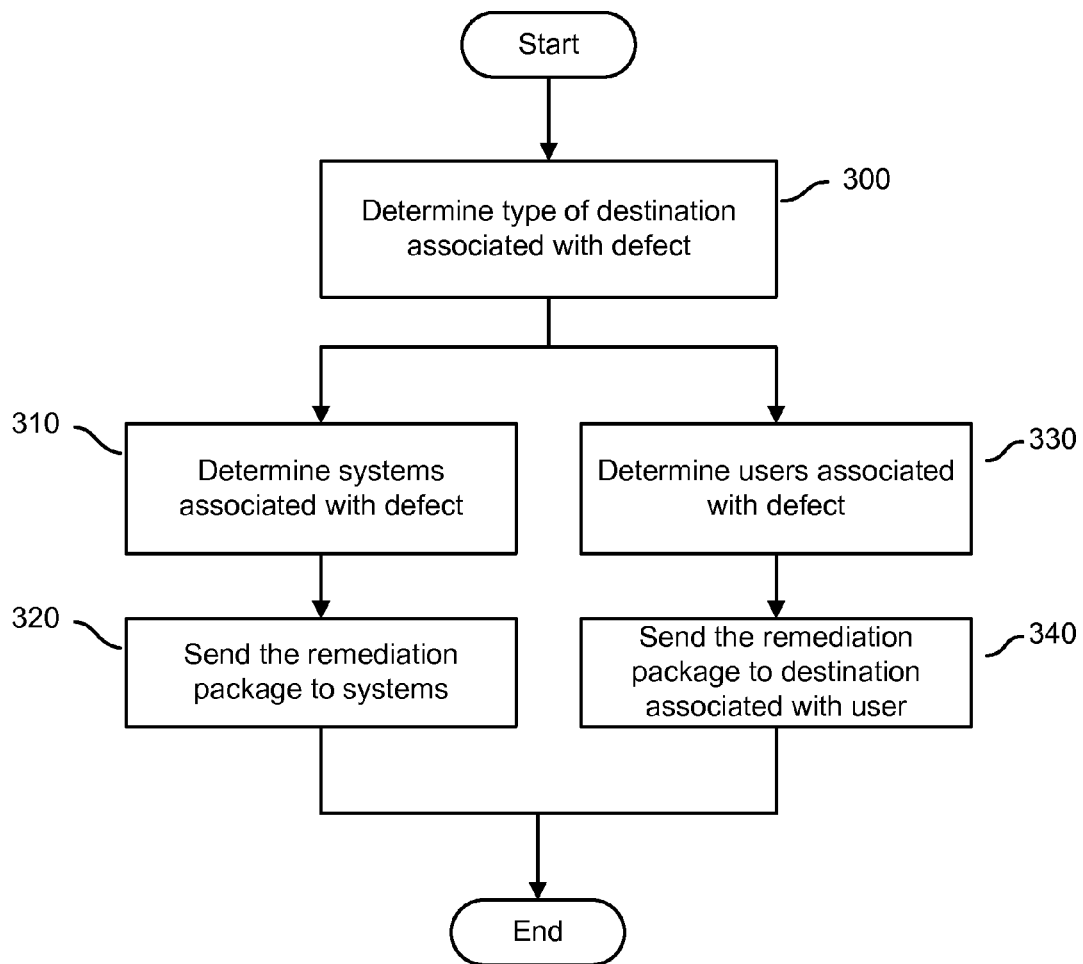 Start
Determine type of destination
associated with defect
300
310
Determine systems
associated with defect
Determine users associated
with defect
330
320
Send the remediation
package to systems
Send the remediation
package to destination
associated with user
340
End